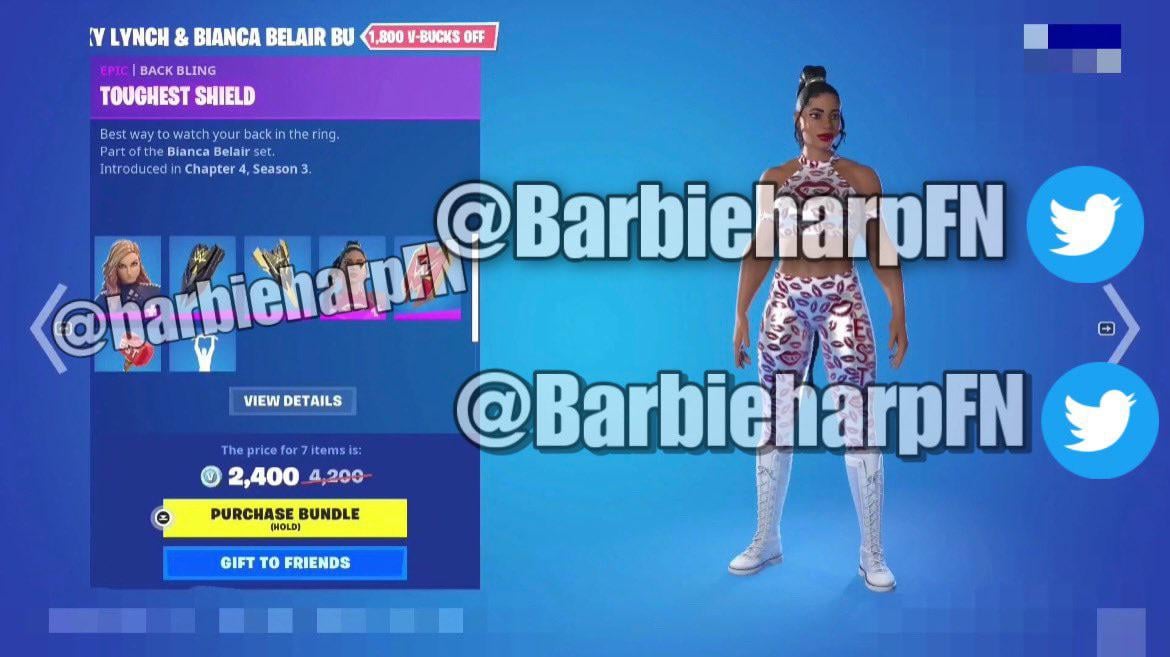 KY LYNCH & BIANCA BELAIR BU
1,800 V-BUCKS OFF
EPIC | BACK BLING
TOUGHEST SHIELD
Best way to watch your back in the ring.
Part of the Bianca Belair set.
Introduced in Chapter 4, Season 3.
@BarbieharpFN
@barbieharpFN
EST
@BarbieharpFN
VIEW DETAILS
The price for 7 items is:
V 2,400 4,200
PURCHASE BUNDLE
(HOLD)
GIFT TO FRIENDS